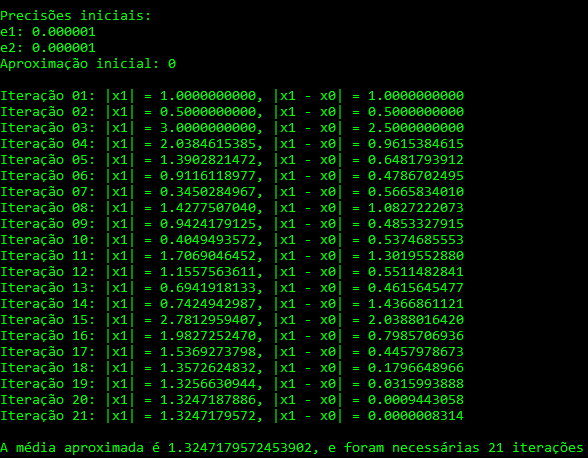 Precisões iniciais:
e1: 0.000001
e2: 0.000001
Aproximação inicial: 0
Iteração 01: |x1| = 1.0000000000, |x1 - x0| = 1.0000000000
Iteração 02: |x1| = 0.5000000000, |x1 - x0| = 0.5000000000
Iteração 03: |x1| = 3.0000000000, |x1 - x0| = 2.5000000000
Iteração 04: |x1| = 2.0384615385, |x1 - x0| = 0.9615384615
Iteração 05: |x1| = 1.3902821472, |x1 - x0| = 0.6481793912
Iteração 06: |x1| = 0.9116118977, |x1 - x0| = 0.4786702495
Iteração 07: |x1| = 0.3450284967, |x1 - x0| = 0.5665834010
Iteração 08: |x1| = 1.4277507040, |x1 - x0| = 1.0827222073
Iteração 09: |x1| = 0.9424179125, |x1 - x0| = 0.4853327915
Iteração 10: |x1| = 0.4049493572, |x1 - x0| = 0.5374685553
Iteração 11: |x1| = 1.7069046452, |x1 - x0| = 1.3019552880
Iteração 12: |x1| = 1.1557563611, |x1 - x0| = 0.5511482841
Iteração 13: |x1| = 0.6941918133, |x1 - x0| = 0.4615645477
Iteração 14: |x1| = 0.7424942987, |x1 - x0| = 1.4366861121
Iteração 15: |x1| = 2.7812959407, |x1 - x0| = 2.0388016420
Iteração 16: |x1| = 1.9827252470, |x1 - x0| = 0.7985706936
Iteração 17: |x1| = 1.5369273798, |x1 - x0| = 0.4457978673
Iteração 18: |x1| = 1.3572624832, |x1 - x0| = 0.1796648966
Iteração 19: |x1| = 1.3256630944, |x1 - x0| = 0.0315993888
Iteração 20: |x1| = 1.3247187886, |x1 - x0| = 0.0009443058
Iteração 21: |x1| = 1.3247179572, |x1 - x0| = 0.0000008314
A média aproximada é 1.3247179572453902, e foram necessárias 21 iterações